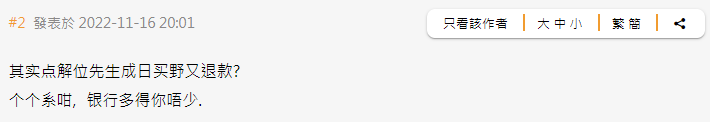 #2 發表於 2022-11-16 20:01
只看該作者 大 中 小 繁 簡
其实点解位先生成日买野又退款?
个个系咁，银行多得你唔少.